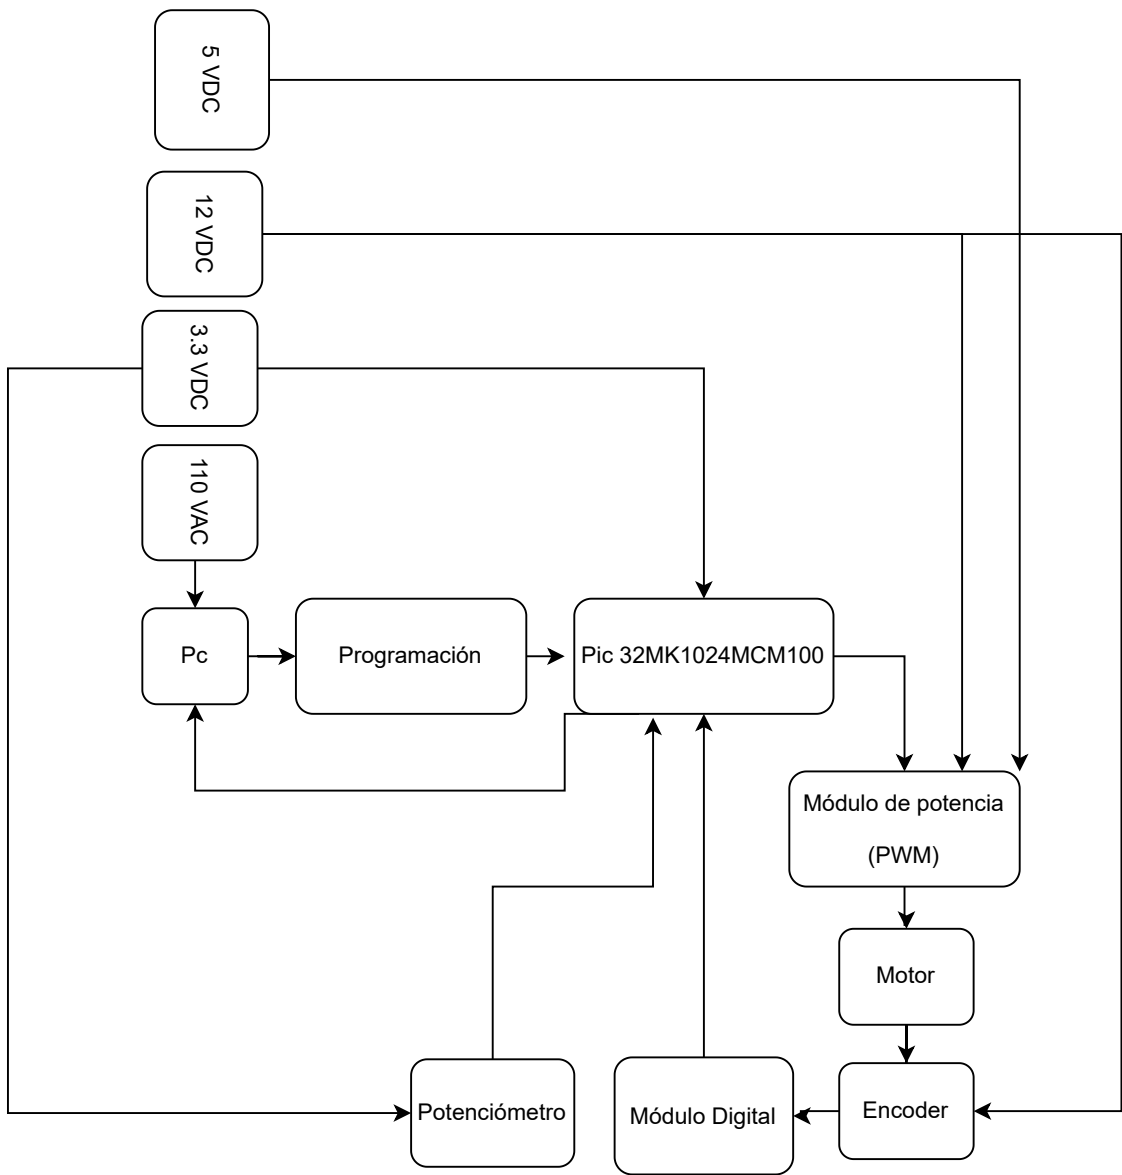 5 VDC
12 VDC
3.3 VDC
110 VAC
Pc
Programación
Pic 32MK1024MCM100
Módulo de potencia
(PWM)
Motor
Encoder
Módulo Digital
Potenciómetro